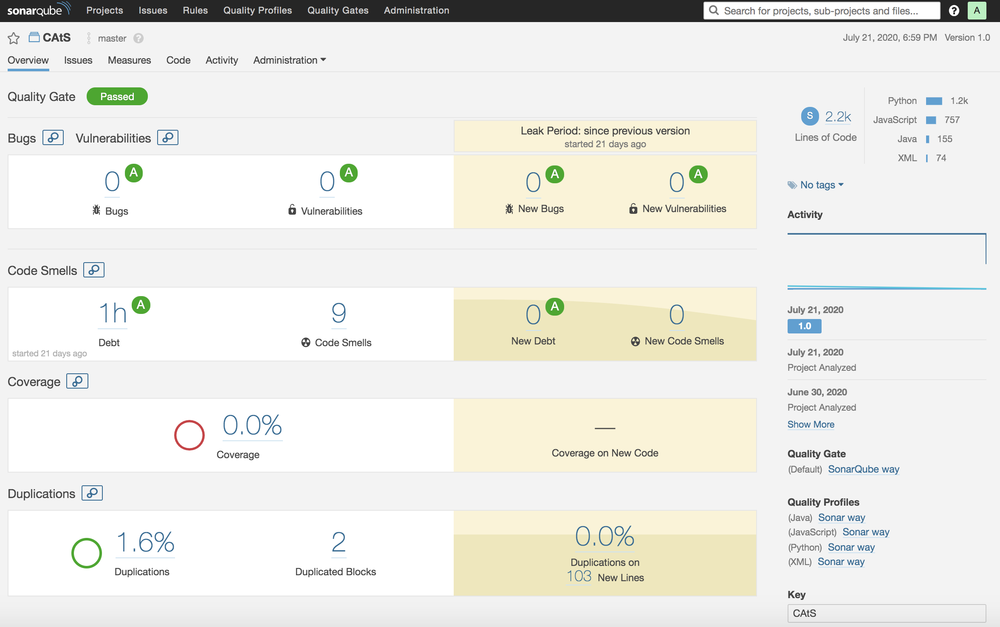 sonarqube Projects Issues Rules Quality Profiles Quality Gates Administration Search for projects, sub-projects and files... ? A
CAtS master ? July 21, 2020, 6:59 PM Version 1.0
Overview Issues Measures Code Activity Administration
Quality Gate Passed
Bugs Vulnerabilities
Leak Period: since previous version
started 21 days ago
0 A
Bugs
0 A
Vulnerabilities
0 A
New Bugs
0 A
New Vulnerabilities
Code Smells
1h A
Debt
started 21 days ago
9
Code Smells
0 A
New Debt
0
New Code Smells
Coverage
0.0%
Coverage
—
Coverage on New Code
Duplications
1.6%
Duplications
2
Duplicated Blocks
0.0%
Duplications on
103 New Lines
S 2.2k
Lines of Code
Python 1.2k
JavaScript 757
Java 155
XML 74
No tags
Activity
July 21, 2020
1.0
July 21, 2020
Project Analyzed
June 30, 2020
Project Analyzed
Show More
Quality Gate
(Default) SonarQube way
Quality Profiles
(Java) Sonar way
(JavaScript) Sonar way
(Python) Sonar way
(XML) Sonar way
Key
CAtS